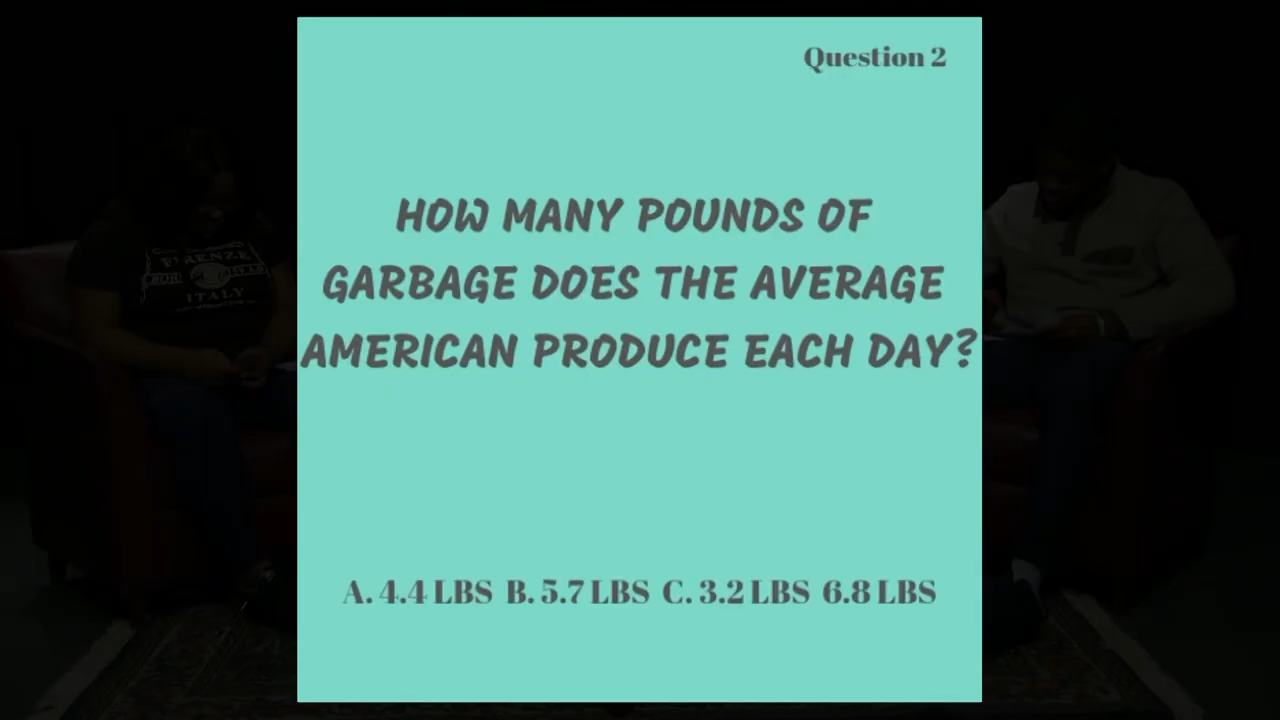 Question 2
HOW MANY POUNDS OF
GARBAGE DOES THE AVERAGE
AMERICAN PRODUCE EACH DAY?
A. 4.4 LBS B. 5.7 LBS C. 3.2 LBS 6.8 LBS
ITALY